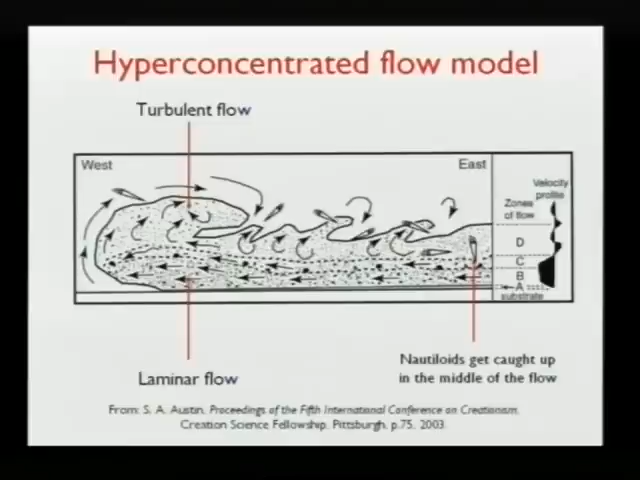 Hyperconcentrated flow model
Turbulent flow
West
East
Velocity
profile
Zones
of flow
D
C
B
A
substrate
Laminar flow
Nautiloids get caught up
in the middle of the flow
From: S. A. Austin, Proceedings of the Fifth International Conference on Creationism,
Creation Science Fellowship, Pittsburgh, p.75, 2003.